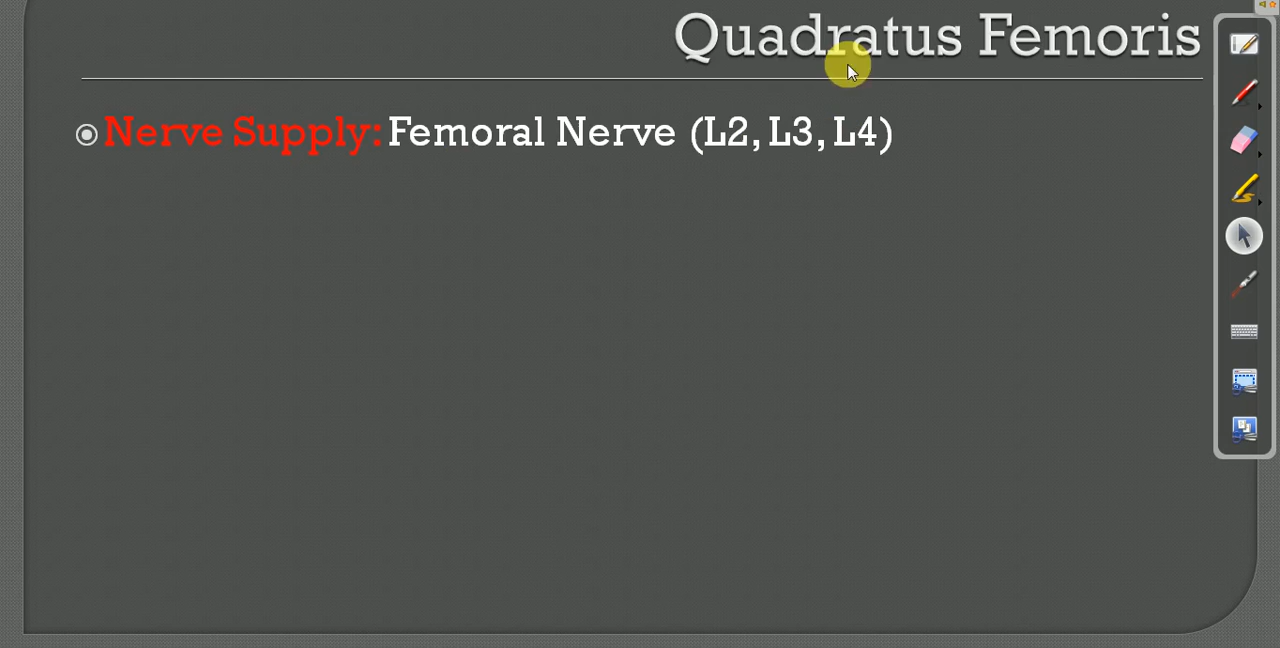 Quadratus Femoris
Nerve Supply: Femoral Nerve (L2, L3, L4)